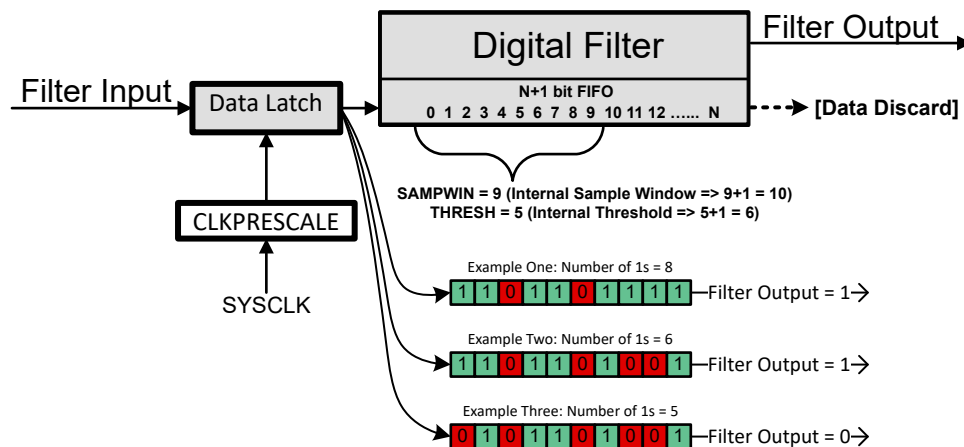 Digital Filter
Filter Output
N+1 bit FIFO
0 1 2 3 4 5 6 7 8 9 10 11 12 ...... N
[Data Discard]
Filter Input
Data Latch
SAMPWIN = 9 (Internal Sample Window => 9+1 = 10)
THRESH = 5 (Internal Threshold => 5+1 = 6)
CLKPRESCALE
SYSCLK
Example One: Number of 1s = 8
1 1 0 1 1 0 1 1 1 1
Filter Output = 1
Example Two: Number of 1s = 6
1 1 0 1 1 0 1 0 0 1
Filter Output = 1
Example Three: Number of 1s = 5
0 1 0 1 1 0 1 0 0 1
Filter Output = 0